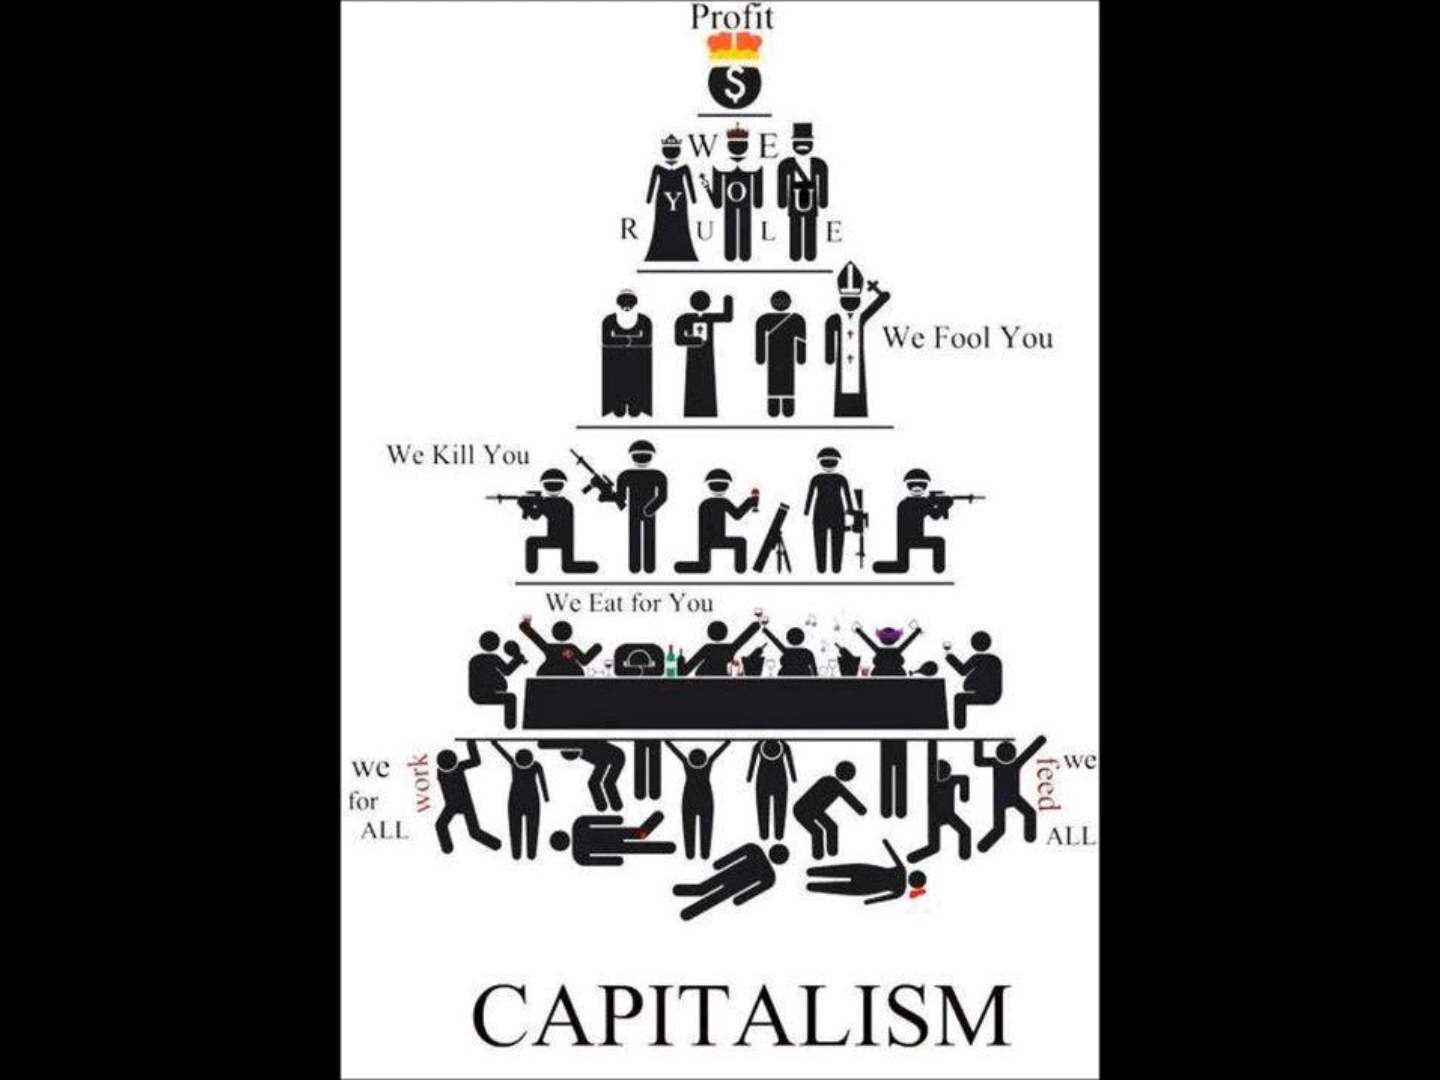 Profit
$
W E
Y O U
R U L E
We Fool You
We Kill You
We Eat for You
we work
for
ALL
we feed
ALL
CAPITALISM